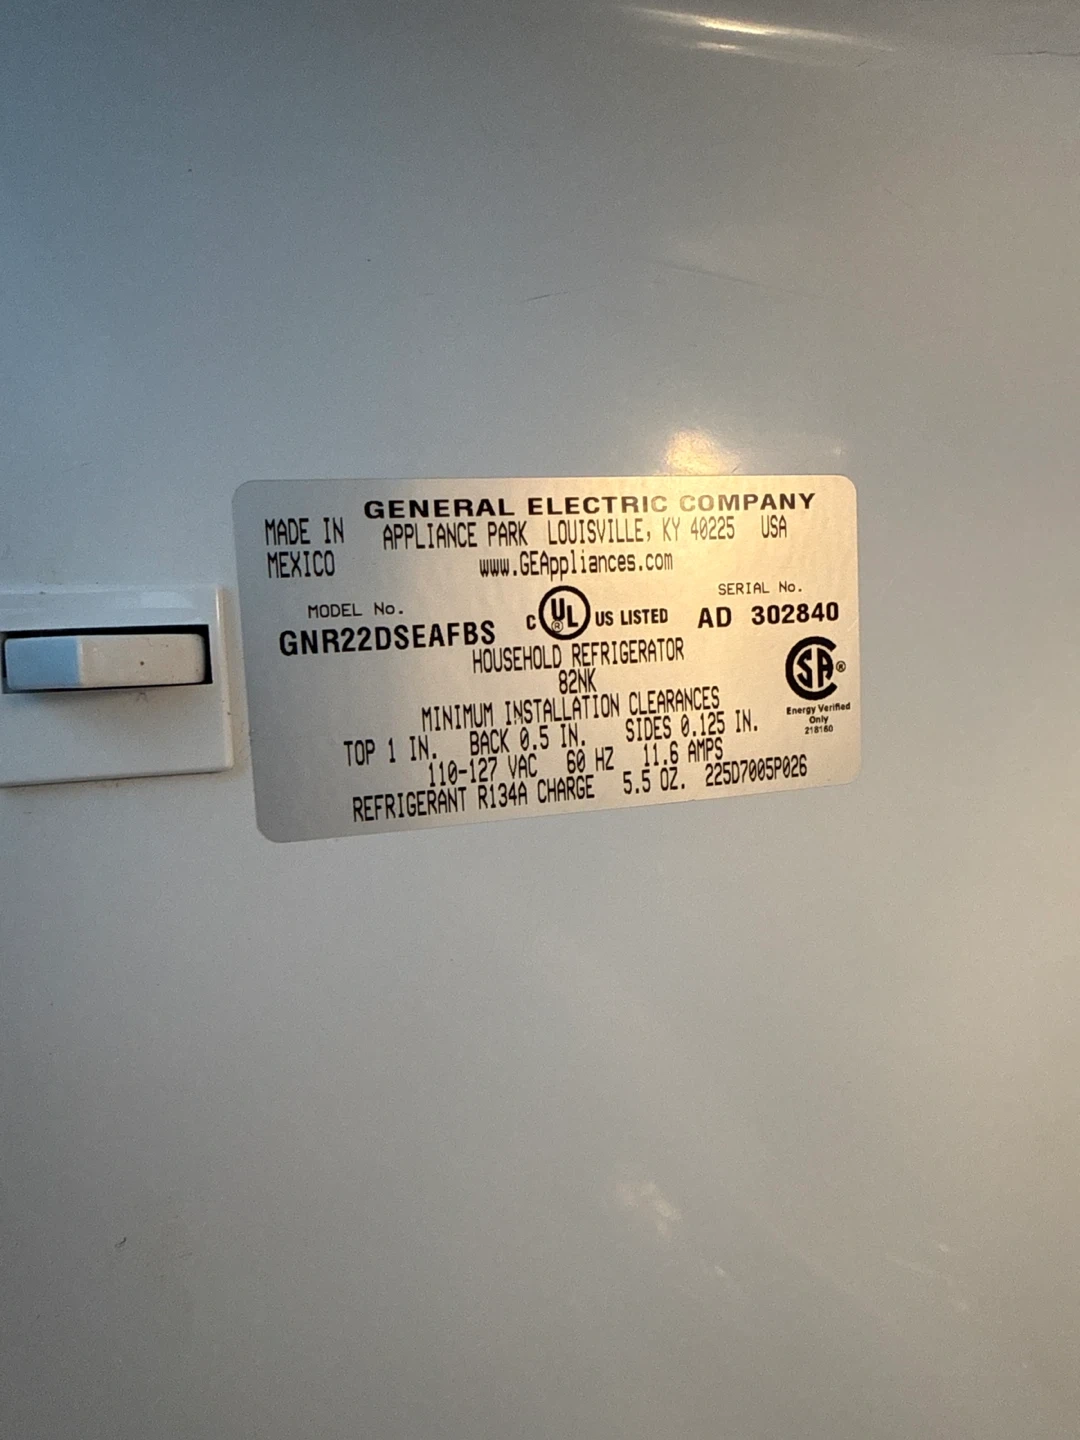 GENERAL ELECTRIC COMPANY
MADE IN APPLIANCE PARK LOUISVILLE, KY 40225 USA
MEXICO www.GEAppliances.com
MODEL No. SERIAL No.
GNR22DSEAFBS C UL ® US LISTED AD 302840
HOUSEHOLD REFRIGERATOR
82NK
SA ®
Energy Verified
Only
218160
MINIMUM INSTALLATION CLEARANCES
TOP 1 IN. BACK 0.5 IN. SIDES 0.125 IN.
110-127 VAC 60 HZ 11.6 AMPS
REFRIGERANT R134A CHARGE 5.5 OZ. 225D7005P026